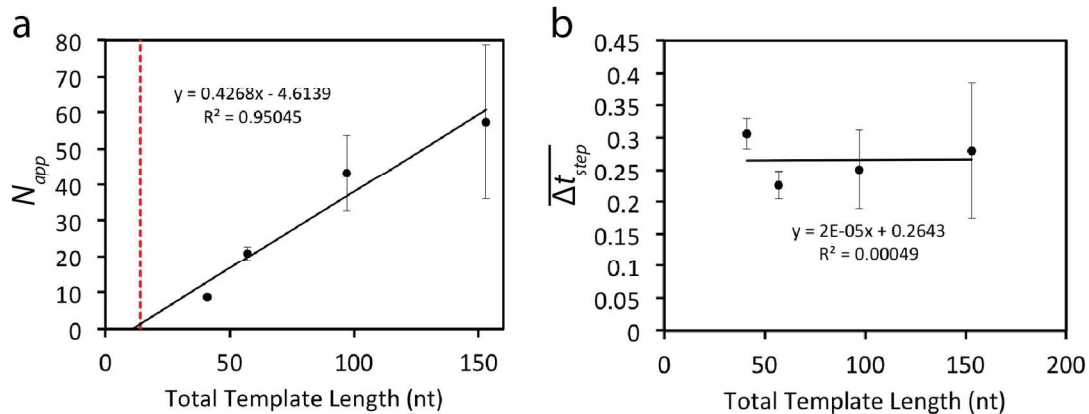 a
80
70
60
50
40
30
20
10
0
N_app
y = 0.4268x - 4.6139
R² = 0.95045
0 50 100 150
Total Template Length (nt)
b
0.45
0.4
0.35
0.3
0.25
0.2
0.15
0.1
0.05
0
Δt_step
y = 2E-05x + 0.2643
R² = 0.00049
0 50 100 150 200
Total Template Length (nt)